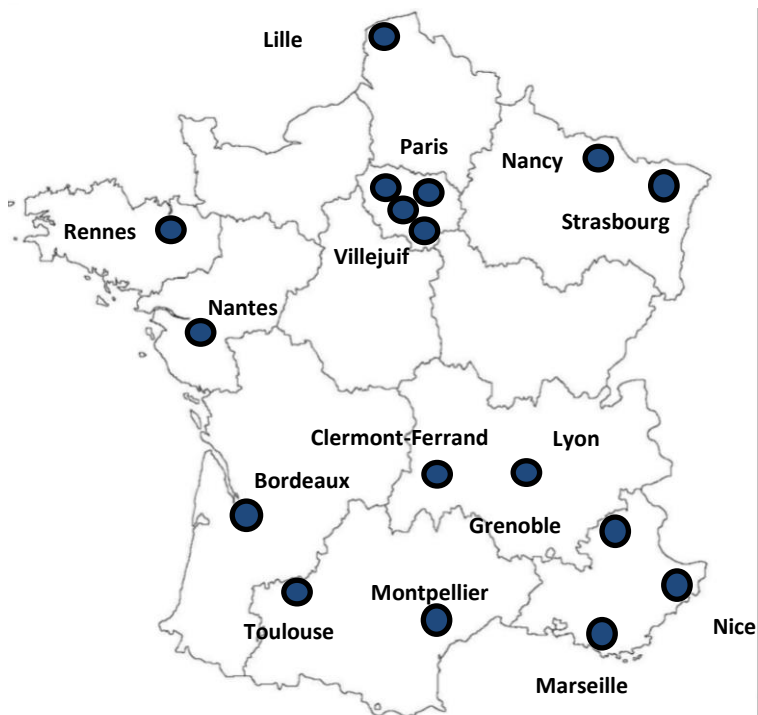 Lille
Paris
Nancy
Strasbourg
Rennes
Villejuif
Nantes
Clermont-Ferrand
Lyon
Bordeaux
Grenoble
Montpellier
Toulouse
Nice
Marseille